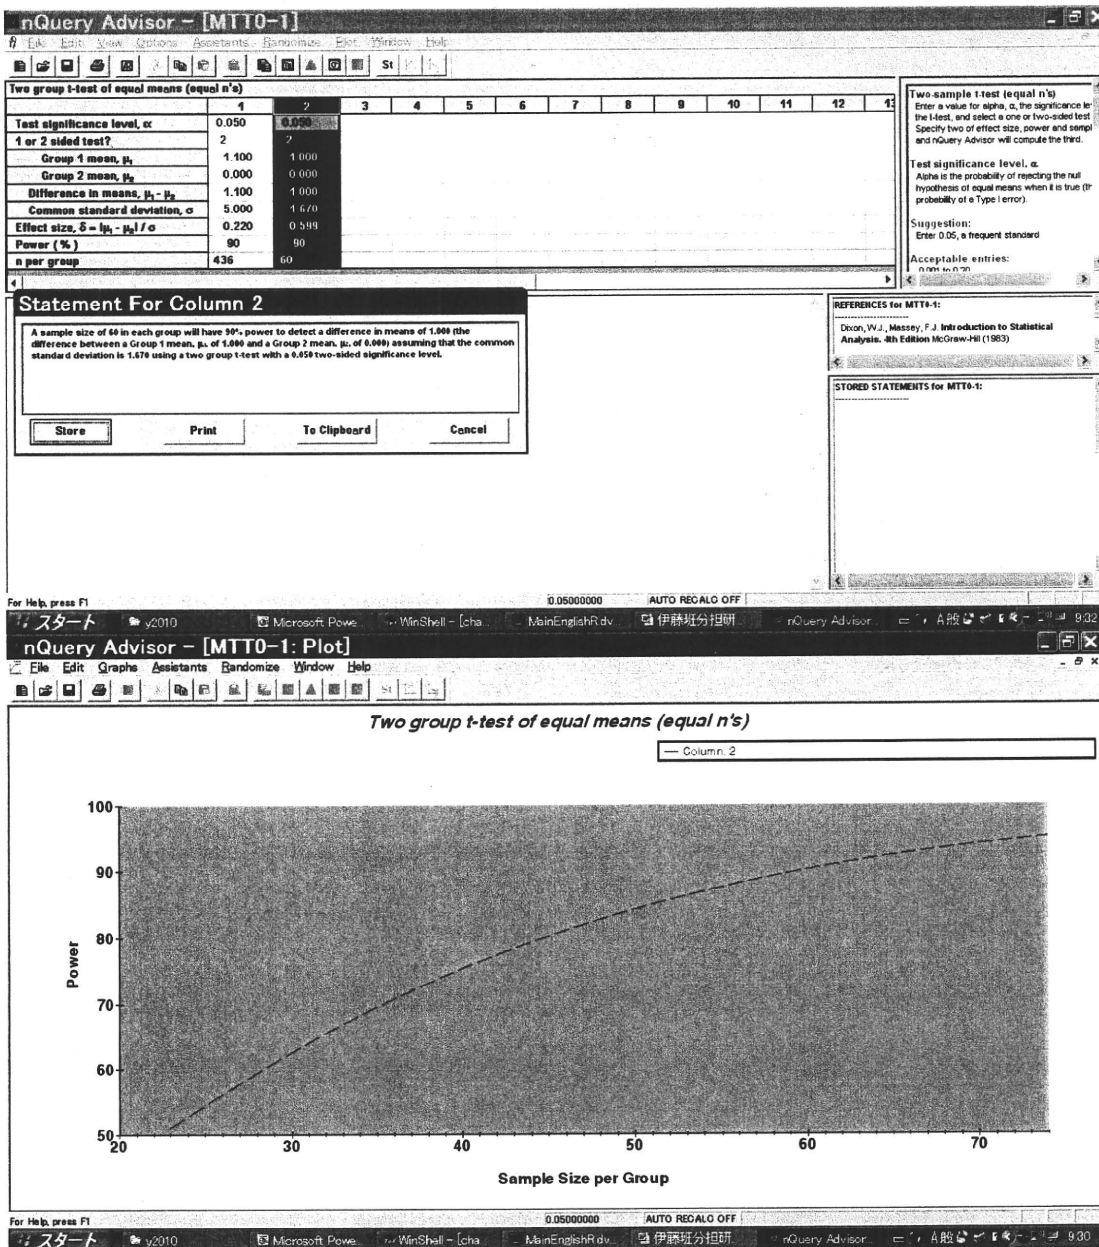 nQuery Advisor - [MTT0-1]
File Edit View Options Assistants Randomize Plot Window Help
St
Two group t-test of equal means (equal n's)
1 2 3 4 5 6 7 8 9 10 11 12 13
Test significance level, α 0.050 0.050
1 or 2 sided test? 2 2
Group 1 mean, μ₁ 1.100 1.000
Group 2 mean, μ₂ 0.000 0.000
Difference in means, μ₁ - μ₂ 1.100 1.000
Common standard deviation, σ 5.000 1.670
Effect size, δ = |μ₁ - μ₂| / σ 0.220 0.599
Power ( % ) 90 90
n per group 436 60
Two-sample t-test (equal n's)
Enter a value for alpha, α, the significance le
the t-test, and select a one or two-sided test
Specify two of effect size, power and sampl
and nQuery Advisor will compute the third.
Test significance level, α
Alpha is the probability of rejecting the null
hypothesis of equal means when it is true (th
probability of a Type I error).
Suggestion:
Enter 0.05, a frequent standard
Acceptable entries:
0.001 to 0.20
Statement For Column 2
A sample size of 60 in each group will have 90% power to detect a difference in means of 1.000 (the
difference between a Group 1 mean, μ₁, of 1.000 and a Group 2 mean, μ₂, of 0.000) assuming that the common
standard deviation is 1.670 using a two group t-test with a 0.050 two-sided significance level.
Store Print To Clipboard Cancel
REFERENCES for MTT0-1:
Dixon, W.J., Massey, F.J. Introduction to Statistical
Analysis. 4th Edition McGraw-Hill (1983)
STORED STATEMENTS for MTT0-1:
For Help, press F1 0.05000000 AUTO RECALC OFF
スタート y2010 Microsoft Powe... WinShell - [cha... MainEnglishR.dv... 伊藤班分担研... nQuery Advisor... A般 9:32
nQuery Advisor - [MTT0-1: Plot]
File Edit Graphs Assistants Randomize Window Help
St
Two group t-test of equal means (equal n's)
Column: 2
100
90
80
70
60
50
Power
20 30 40 50 60 70
Sample Size per Group
For Help, press F1 0.05000000 AUTO RECALC OFF
スタート y2010 Microsoft Powe... WinShell - [cha... MainEnglishR.dv... 伊藤班分担研... nQuery Advisor... A般 9:30